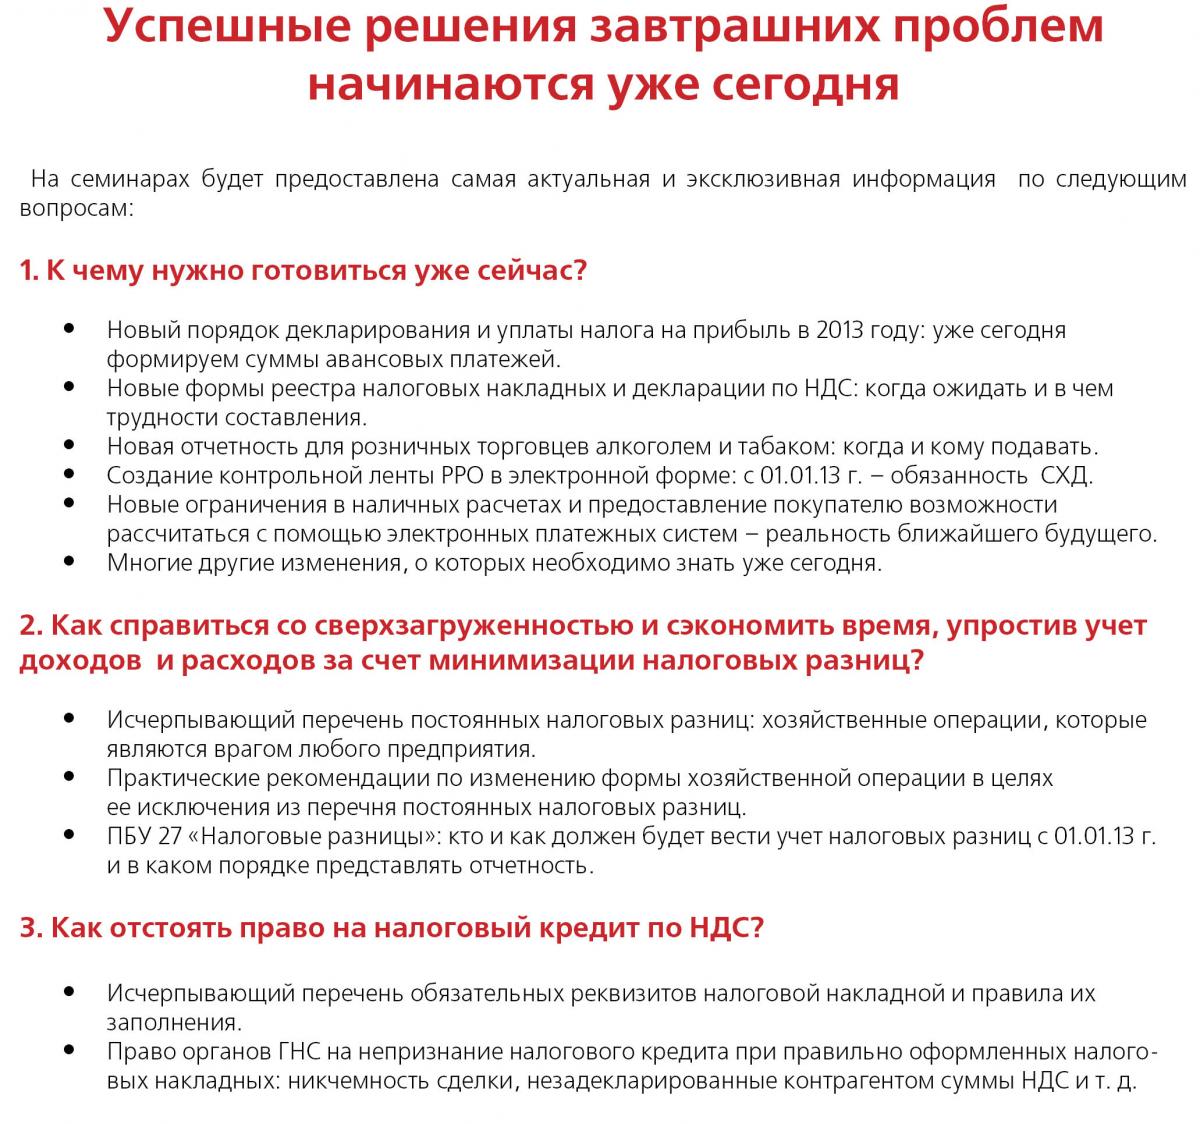 Успешные решения завтрашних проблем
начинаются уже сегодня
На семинарах будет предоставлена самая актуальная и эксклюзивная информация по следующим
вопросам:
1. К чему нужно готовиться уже сейчас?
• Новый порядок декларирования и уплаты налога на прибыль в 2013 году: уже сегодня
формируем суммы авансовых платежей.
• Новые формы реестра налоговых накладных и декларации по НДС: когда ожидать и в чем
трудности составления.
• Новая отчетность для розничных торговцев алкоголем и табаком: когда и кому подавать.
• Создание контрольной ленты РРО в электронной форме: с 01.01.13 г. – обязанность СХД.
• Новые ограничения в наличных расчетах и предоставление покупателю возможности
рассчитаться с помощью электронных платежных систем – реальность ближайшего будущего.
• Многие другие изменения, о которых необходимо знать уже сегодня.
2. Как справиться со сверхзагруженностью и сэкономить время, упростив учет
доходов и расходов за счет минимизации налоговых разниц?
• Исчерпывающий перечень постоянных налоговых разниц: хозяйственные операции, которые
являются врагом любого предприятия.
• Практические рекомендации по изменению формы хозяйственной операции в целях
ее исключения из перечня постоянных налоговых разниц.
• ПБУ 27 «Налоговые разницы»: кто и как должен будет вести учет налоговых разниц с 01.01.13 г.
и в каком порядке представлять отчетность.
3. Как отстоять право на налоговый кредит по НДС?
• Исчерпывающий перечень обязательных реквизитов налоговой накладной и правила их
заполнения.
• Право органов ГНС на непризнание налогового кредита при правильно оформленных налого-
вых накладных: никчемность сделки, незадекларированные контрагентом суммы НДС и т. д.